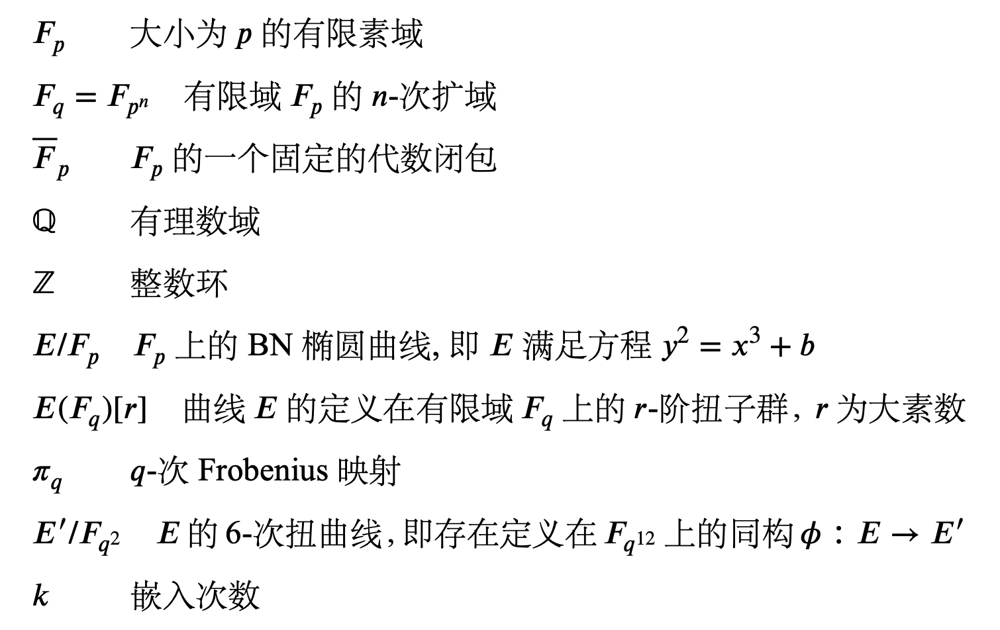 F_p 大小为 p 的有限素域
F_q = F_{p^n} 有限域 F_p 的 n-次扩域
\overline{F}_p F_p 的一个固定的代数闭包
ℚ 有理数域
ℤ 整数环
E/F_p F_p 上的 BN 椭圆曲线, 即 E 满足方程 y^2 = x^3 + b
E(F_q)[r] 曲线 E 的定义在有限域 F_q 上的 r-阶扭子群, r 为大素数
π_q q-次 Frobenius 映射
E′/F_{q^2} E 的 6-次扭曲线, 即存在定义在 F_{q^{12}} 上的同构 ϕ : E → E′
k 嵌入次数